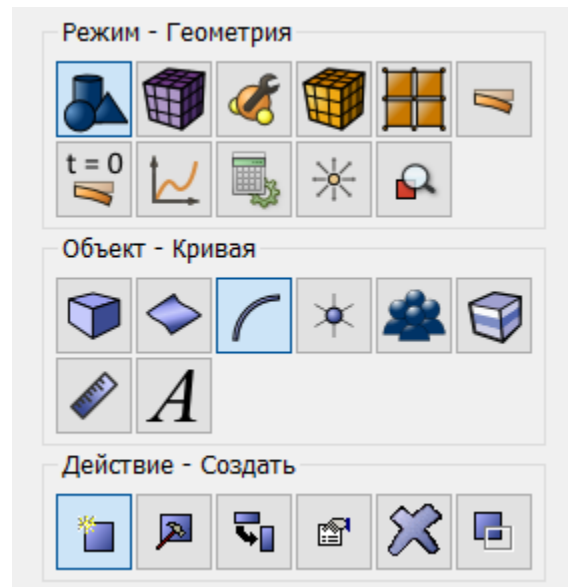 Режим - Геометрия
t = 0
Объект - Кривая
A
Действие - Создать